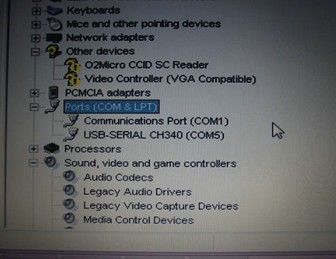 Keyboards
Mice and other pointing devices
Network adapters
Other devices
O2Micro CCID SC Reader
Video Controller (VGA Compatible)
PCMCIA adapters
Ports (COM & LPT)
Communications Port (COM1)
USB-SERIAL CH340 (COM5)
Processors
Sound, video and game controllers
Audio Codecs
Legacy Audio Drivers
Legacy Video Capture Devices
Media Control Devices